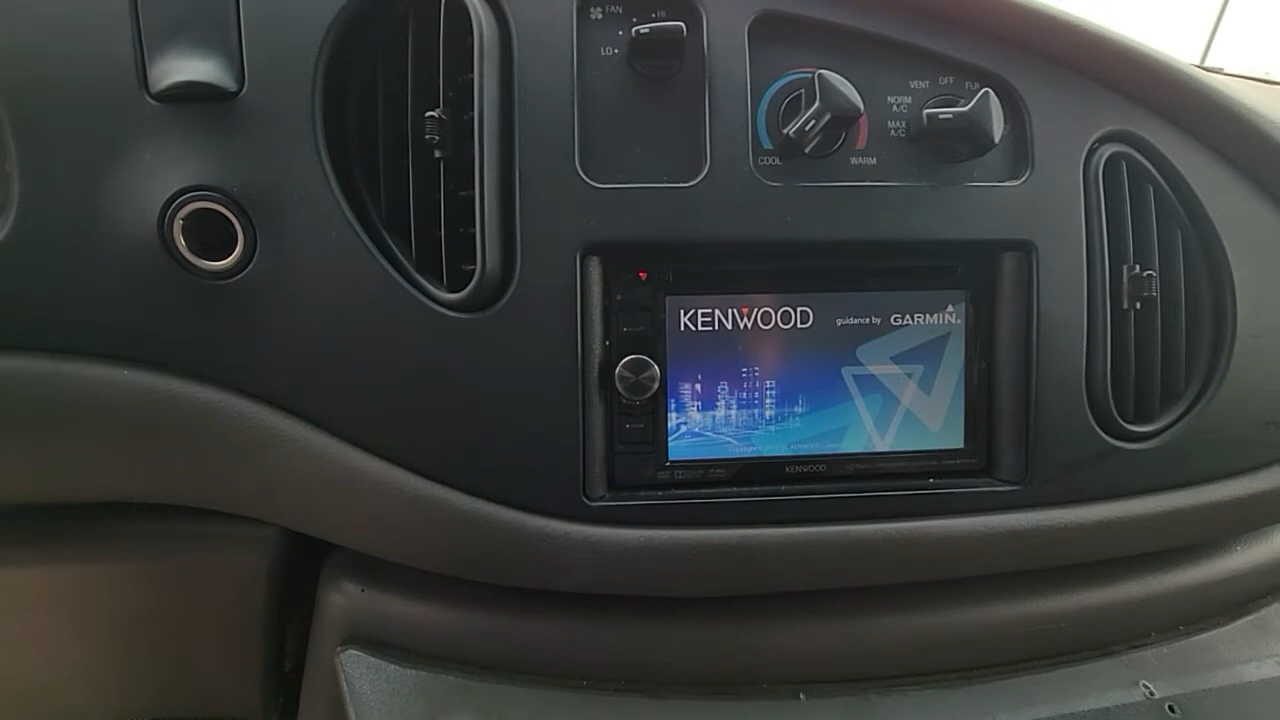 FAN
HI
LO
COOL
WARM
VENT
OFF
FLR
NORM
A/C
MAX
A/C
KENWOOD
guidance by GARMIN
KENWOOD